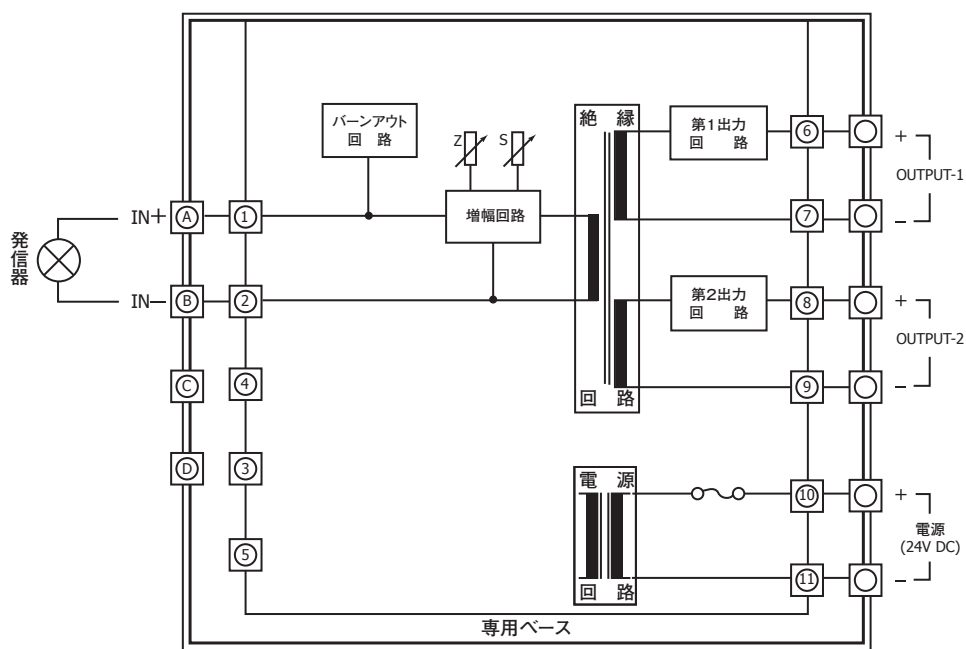 バーンアウト
回 路
Z
S
絶 縁
第1出力
回 路
⑥
+
OUTPUT-1
発信器
IN+
Ⓐ
①
増幅回路
⑦
−
IN−
Ⓑ
②
第2出力
回 路
⑧
+
OUTPUT-2
Ⓒ
④
回 路
⑨
−
Ⓓ
③
電 源
⑩
+
電源
(24V DC)
⑤
回 路
⑪
−
専用ベース